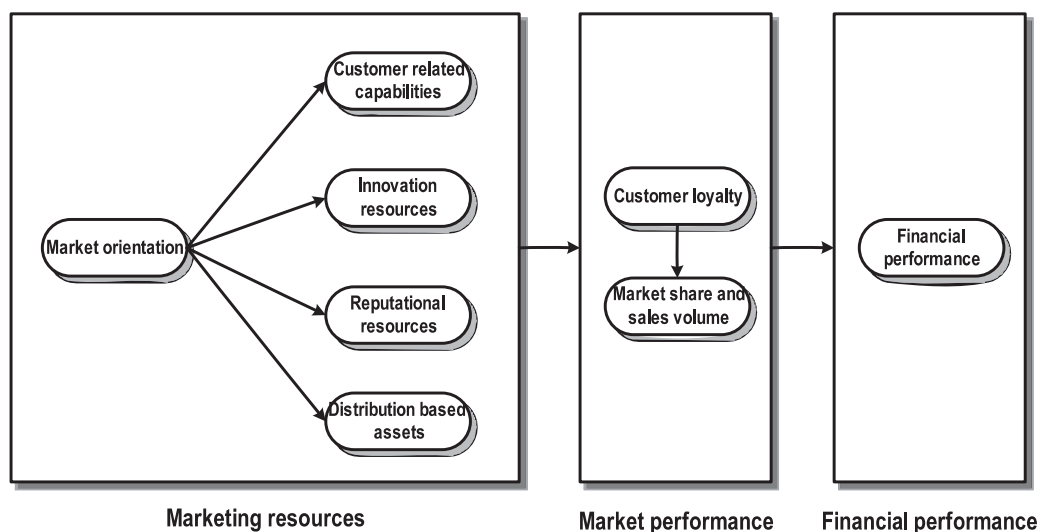 Customer related
capabilities
Innovation
resources
Market orientation
Reputational
resources
Distribution based
assets
Customer loyalty
Market share and
sales volume
Financial
performance
Marketing resources
Market performance
Financial performance